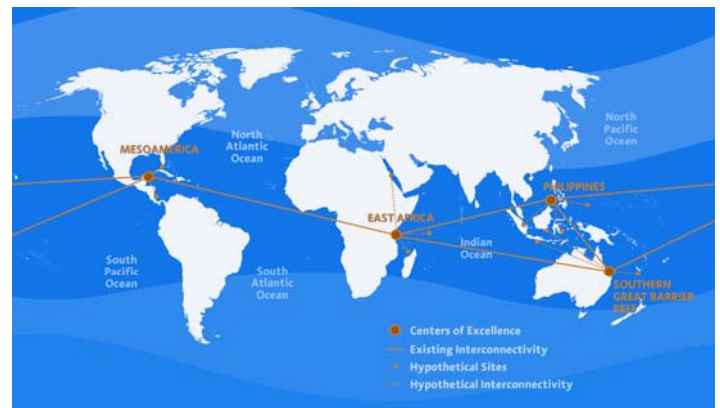 North
Pacific
Ocean
North
Atlantic
Ocean
MESOAMERICA
PHILIPPINES
EAST AFRICA
Indian
Ocean
South
Pacific
Ocean
South
Atlantic
Ocean
SOUTHERN
GREAT BARRIER
REEF
Centers of Excellence
Existing Interconnectivity
Hypothetical Sites
Hypothetical Interconnectivity